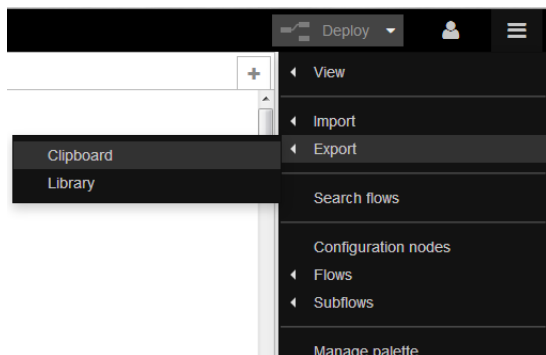 Deploy
+
View
Import
Export
Clipboard
Library
Search flows
Configuration nodes
Flows
Subflows
Manage palette